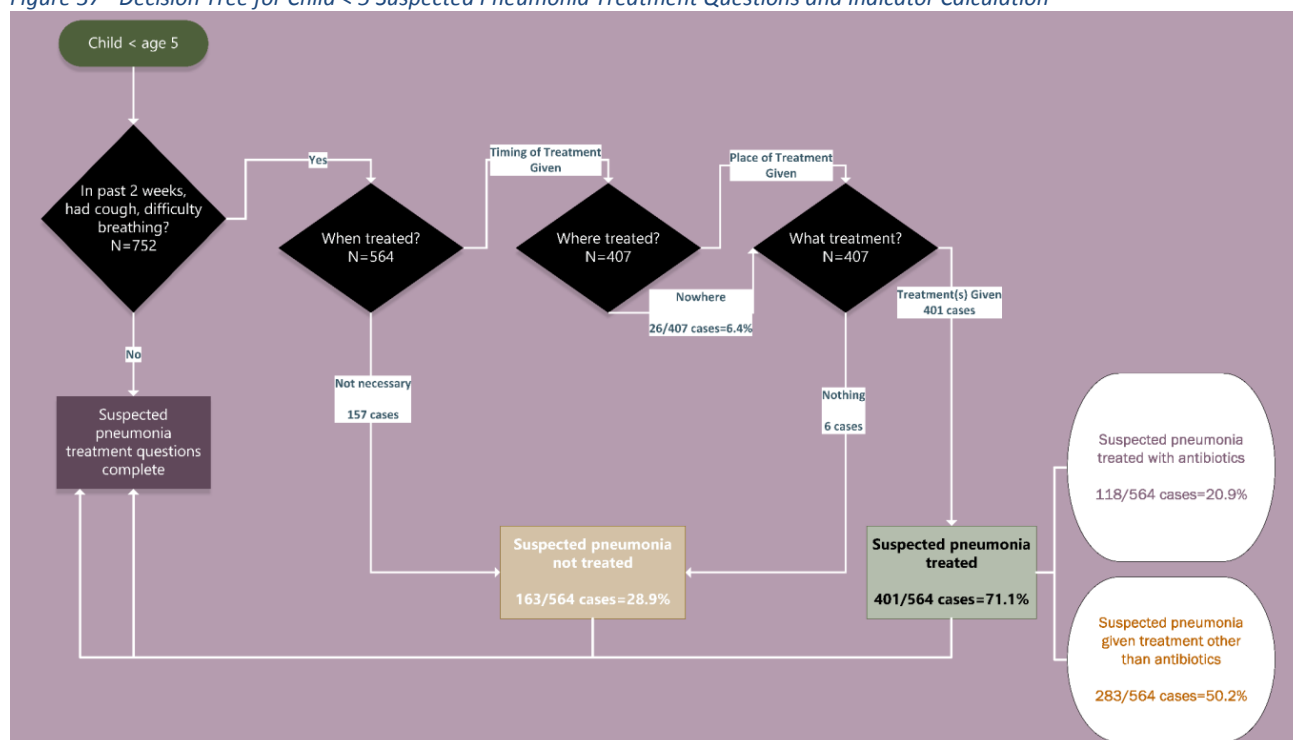 Figure 37 - Decision Tree for Child < 5 Suspected Pneumonia Treatment Questions and Indicator Calculation
Child < age 5
In past 2 weeks,
had cough, difficulty
breathing?
N=752
Yes
When treated?
N=564
Timing of Treatment
Given
Where treated?
N=407
Place of Treatment
Given
What treatment?
N=407
Nowhere
26/407 cases=6.4%
Treatment(s) Given
401 cases
No
Not necessary
157 cases
Nothing
6 cases
Suspected
pneumonia
treatment questions
complete
Suspected pneumonia
not treated
163/564 cases=28.9%
Suspected pneumonia
treated
401/564 cases=71.1%
Suspected pneumonia
treated with antibiotics
118/564 cases=20.9%
Suspected pneumonia
given treatment other
than antibiotics
283/564 cases=50.2%